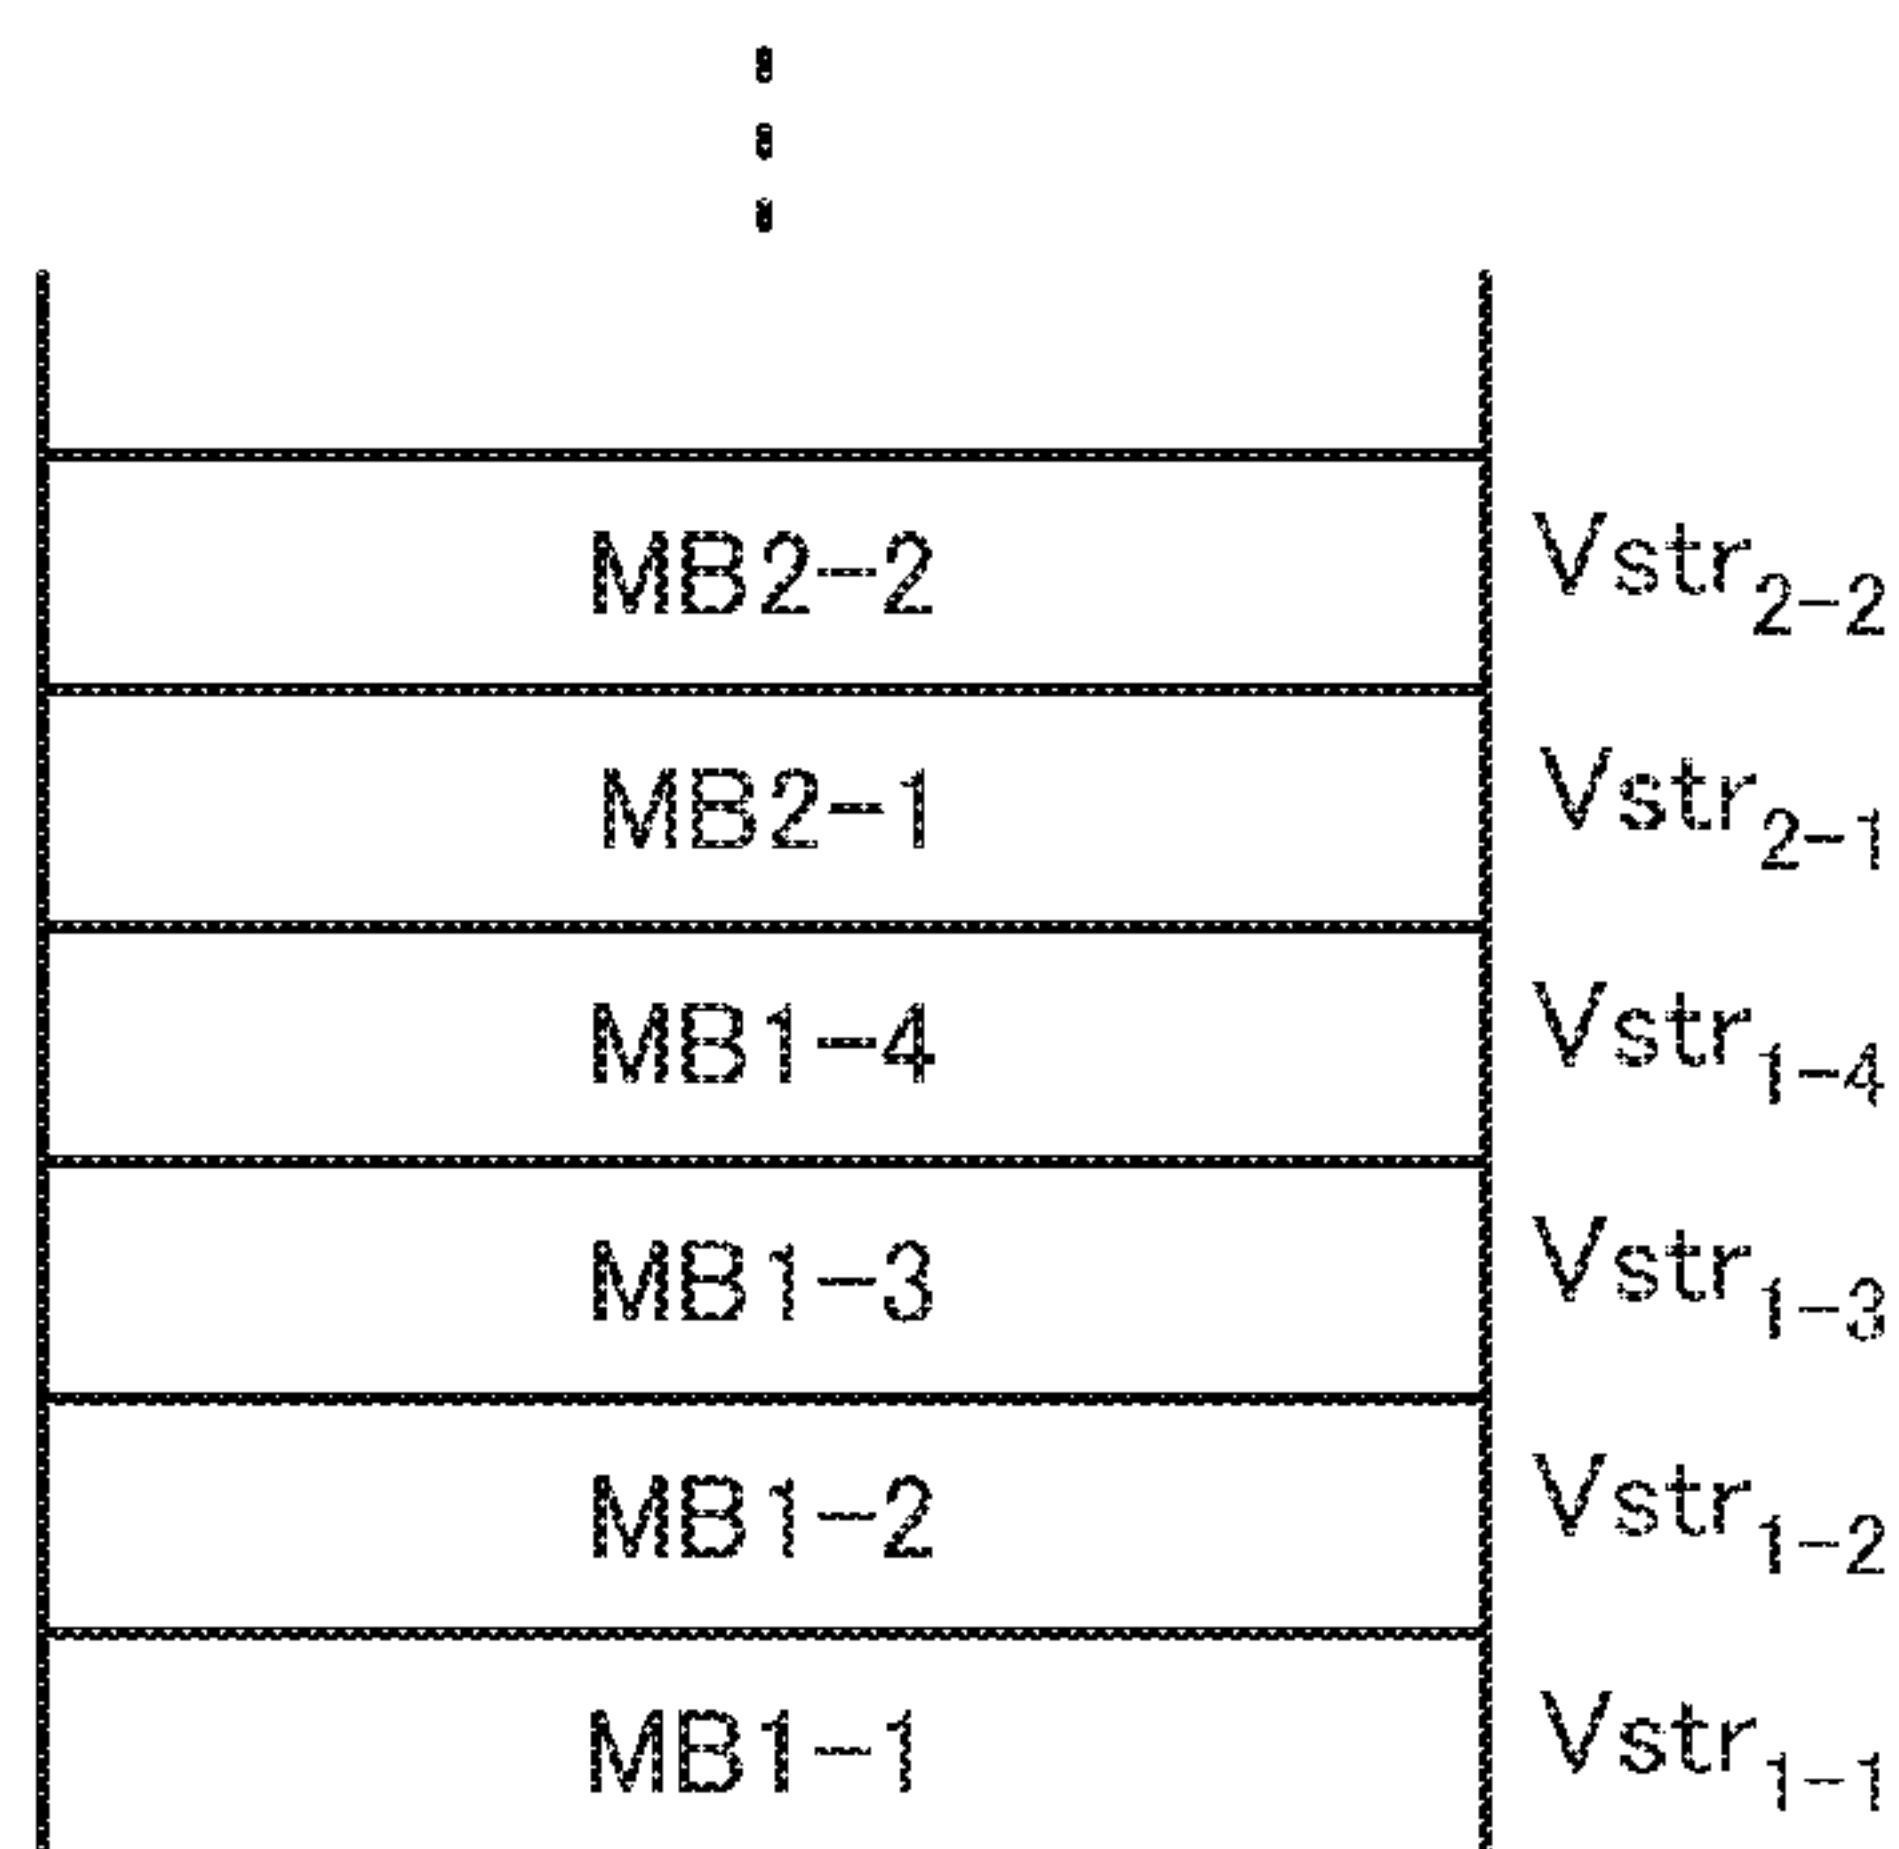 MB2-2 Vstr2-2
MB2-1 Vstr2-1
MB1-4 Vstr1-4
MB1-3 Vstr1-3
MB1-2 Vstr1-2
MB1-1 Vstr1-1